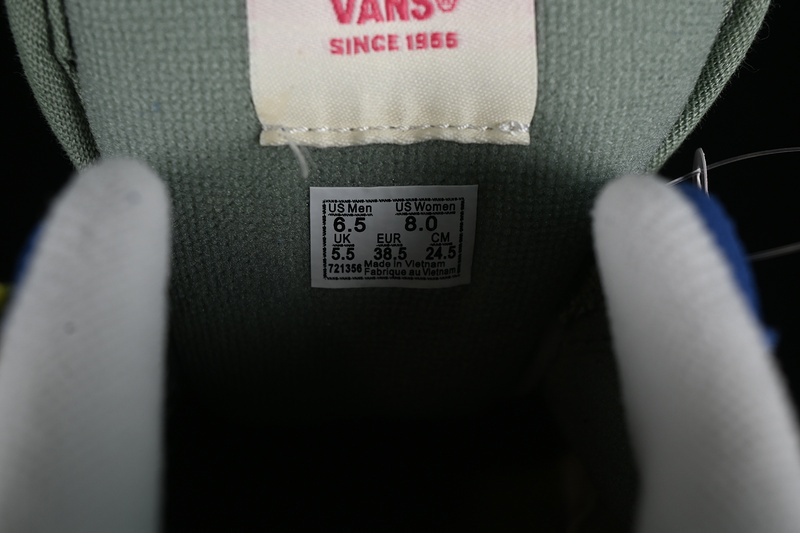 VANS®
SINCE 1966
US Men US Women
6.5 8.0
UK EUR CM
5.5 38.5 24.5
721356 Made in Vietnam
Fabrique au Vietnam